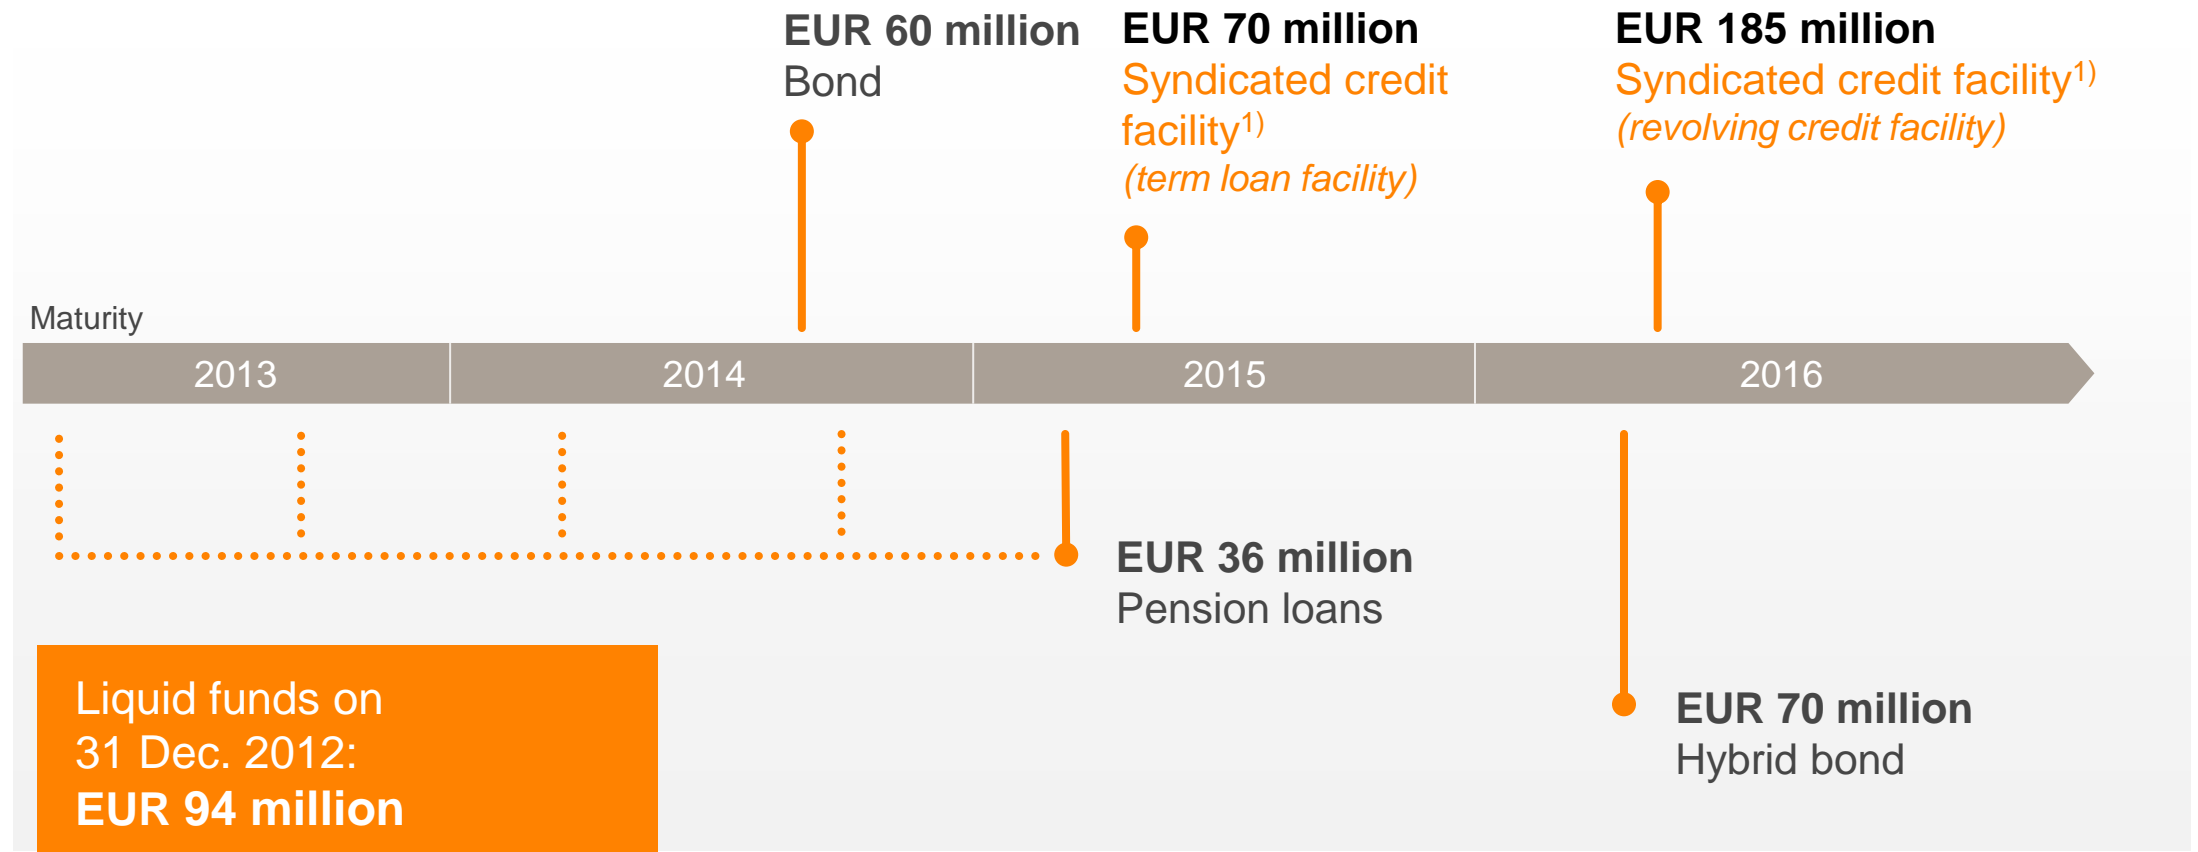 EUR 60 million
Bond
EUR 70 million
Syndicated credit
facility1)
(term loan facility)
EUR 185 million
Syndicated credit facility1)
(revolving credit facility)
Maturity
2013
2014
2015
2016
EUR 36 million
Pension loans
EUR 70 million
Hybrid bond
Liquid funds on
31 Dec. 2012:
EUR 94 million